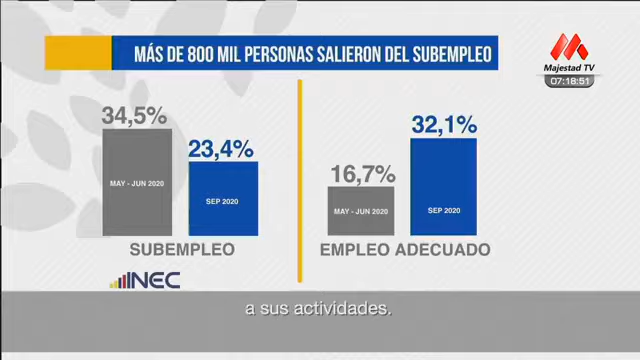 MÁS DE 800 MIL PERSONAS SALIERON DEL SUBEMPLEO
Majestad TV
07:18:51
34,5%
23,4%
MAY - JUN 2020
SEP 2020
SUBEMPLEO
16,7%
32,1%
MAY - JUN 2020
SEP 2020
EMPLEO ADECUADO
INEC
a sus actividades.